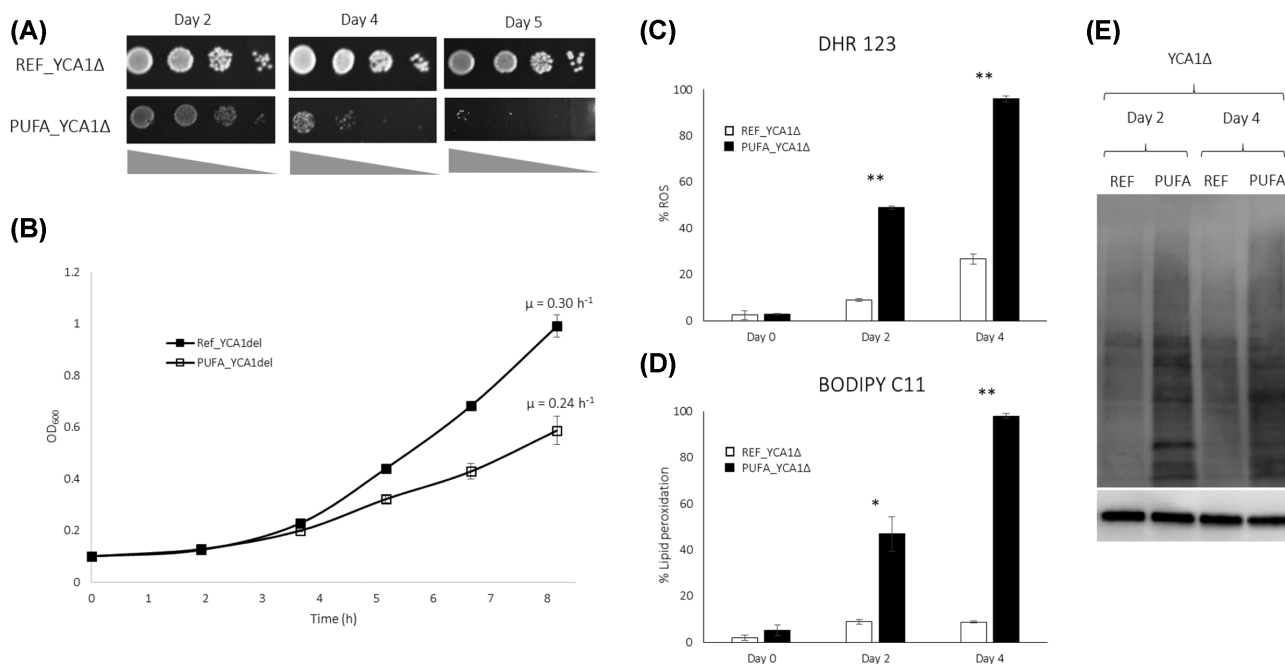 (A)
Day 2
Day 4
Day 5
REF_YCA1Δ
PUFA_YCA1Δ
(B)
1.2
1
0.8
0.6
0.4
0.2
0
OD600
μ = 0.30 h-1
Ref_YCA1del
PUFA_YCA1del
μ = 0.24 h-1
0 1 2 3 4 5 6 7 8
Time (h)
(C)
DHR 123
100
80
60
40
20
0
% ROS
REF_YCA1Δ
PUFA_YCA1Δ
**
**
Day 0
Day 2
Day 4
(D)
BODIPY C11
100
80
60
40
20
0
% Lipid peroxidation
REF_YCA1Δ
PUFA_YCA1Δ
*
**
Day 0
Day 2
Day 4
(E)
YCA1Δ
Day 2
Day 4
REF PUFA REF PUFA